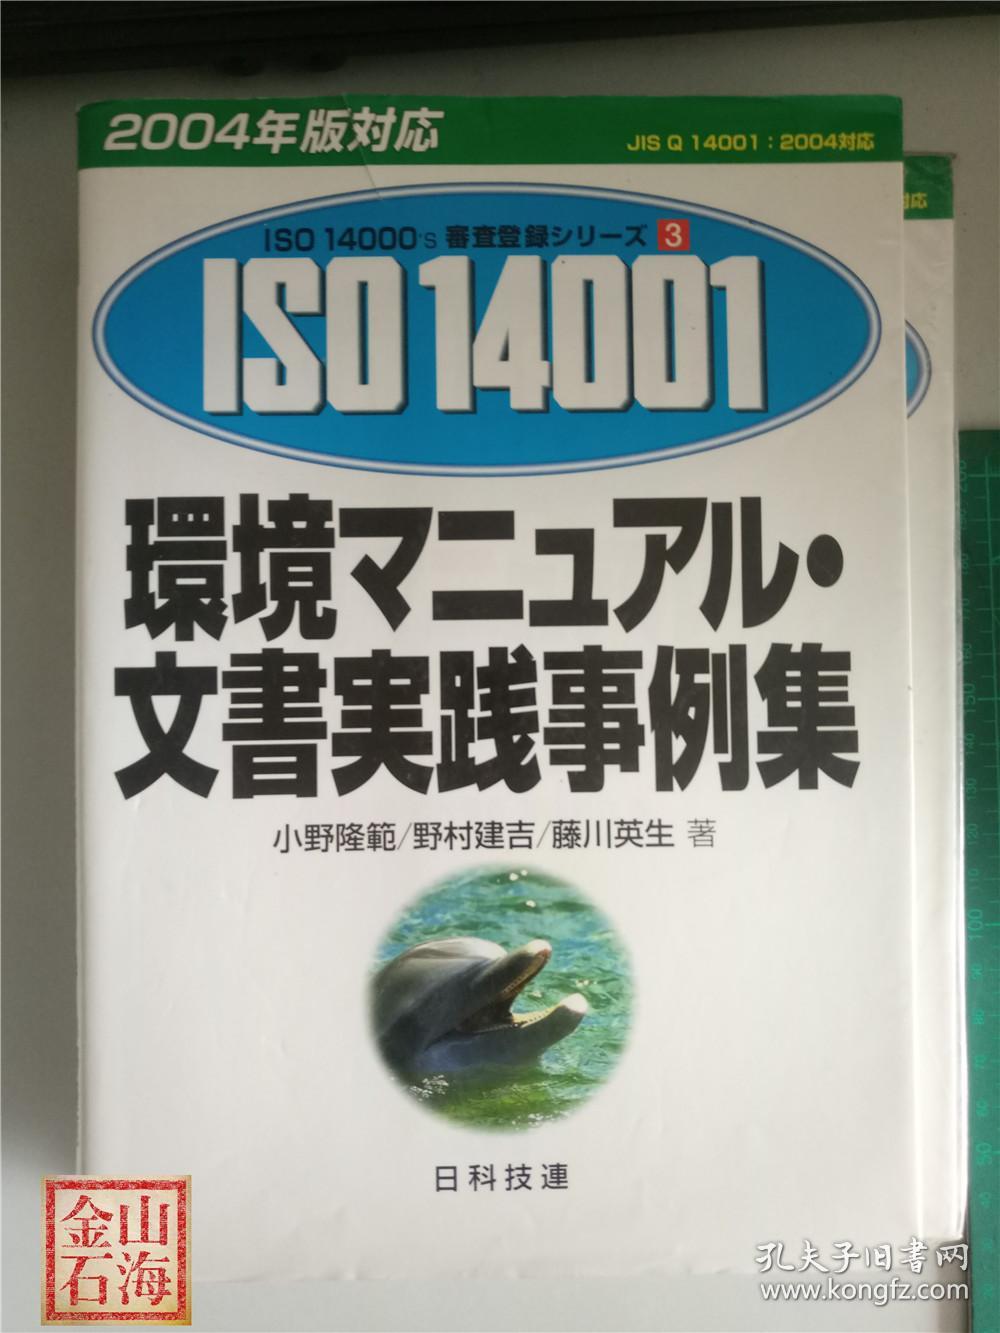 2004年版対応
JIS Q 14001：2004対応
対応
ISO 14000'S 審査登録シリーズ 3
ISO 14001
環境マニュアル・
文書実践事例集
小野隆範/野村建吉/藤川英生 著
日科技連
金山
石海
孔夫子旧书网
www.kongfz.com